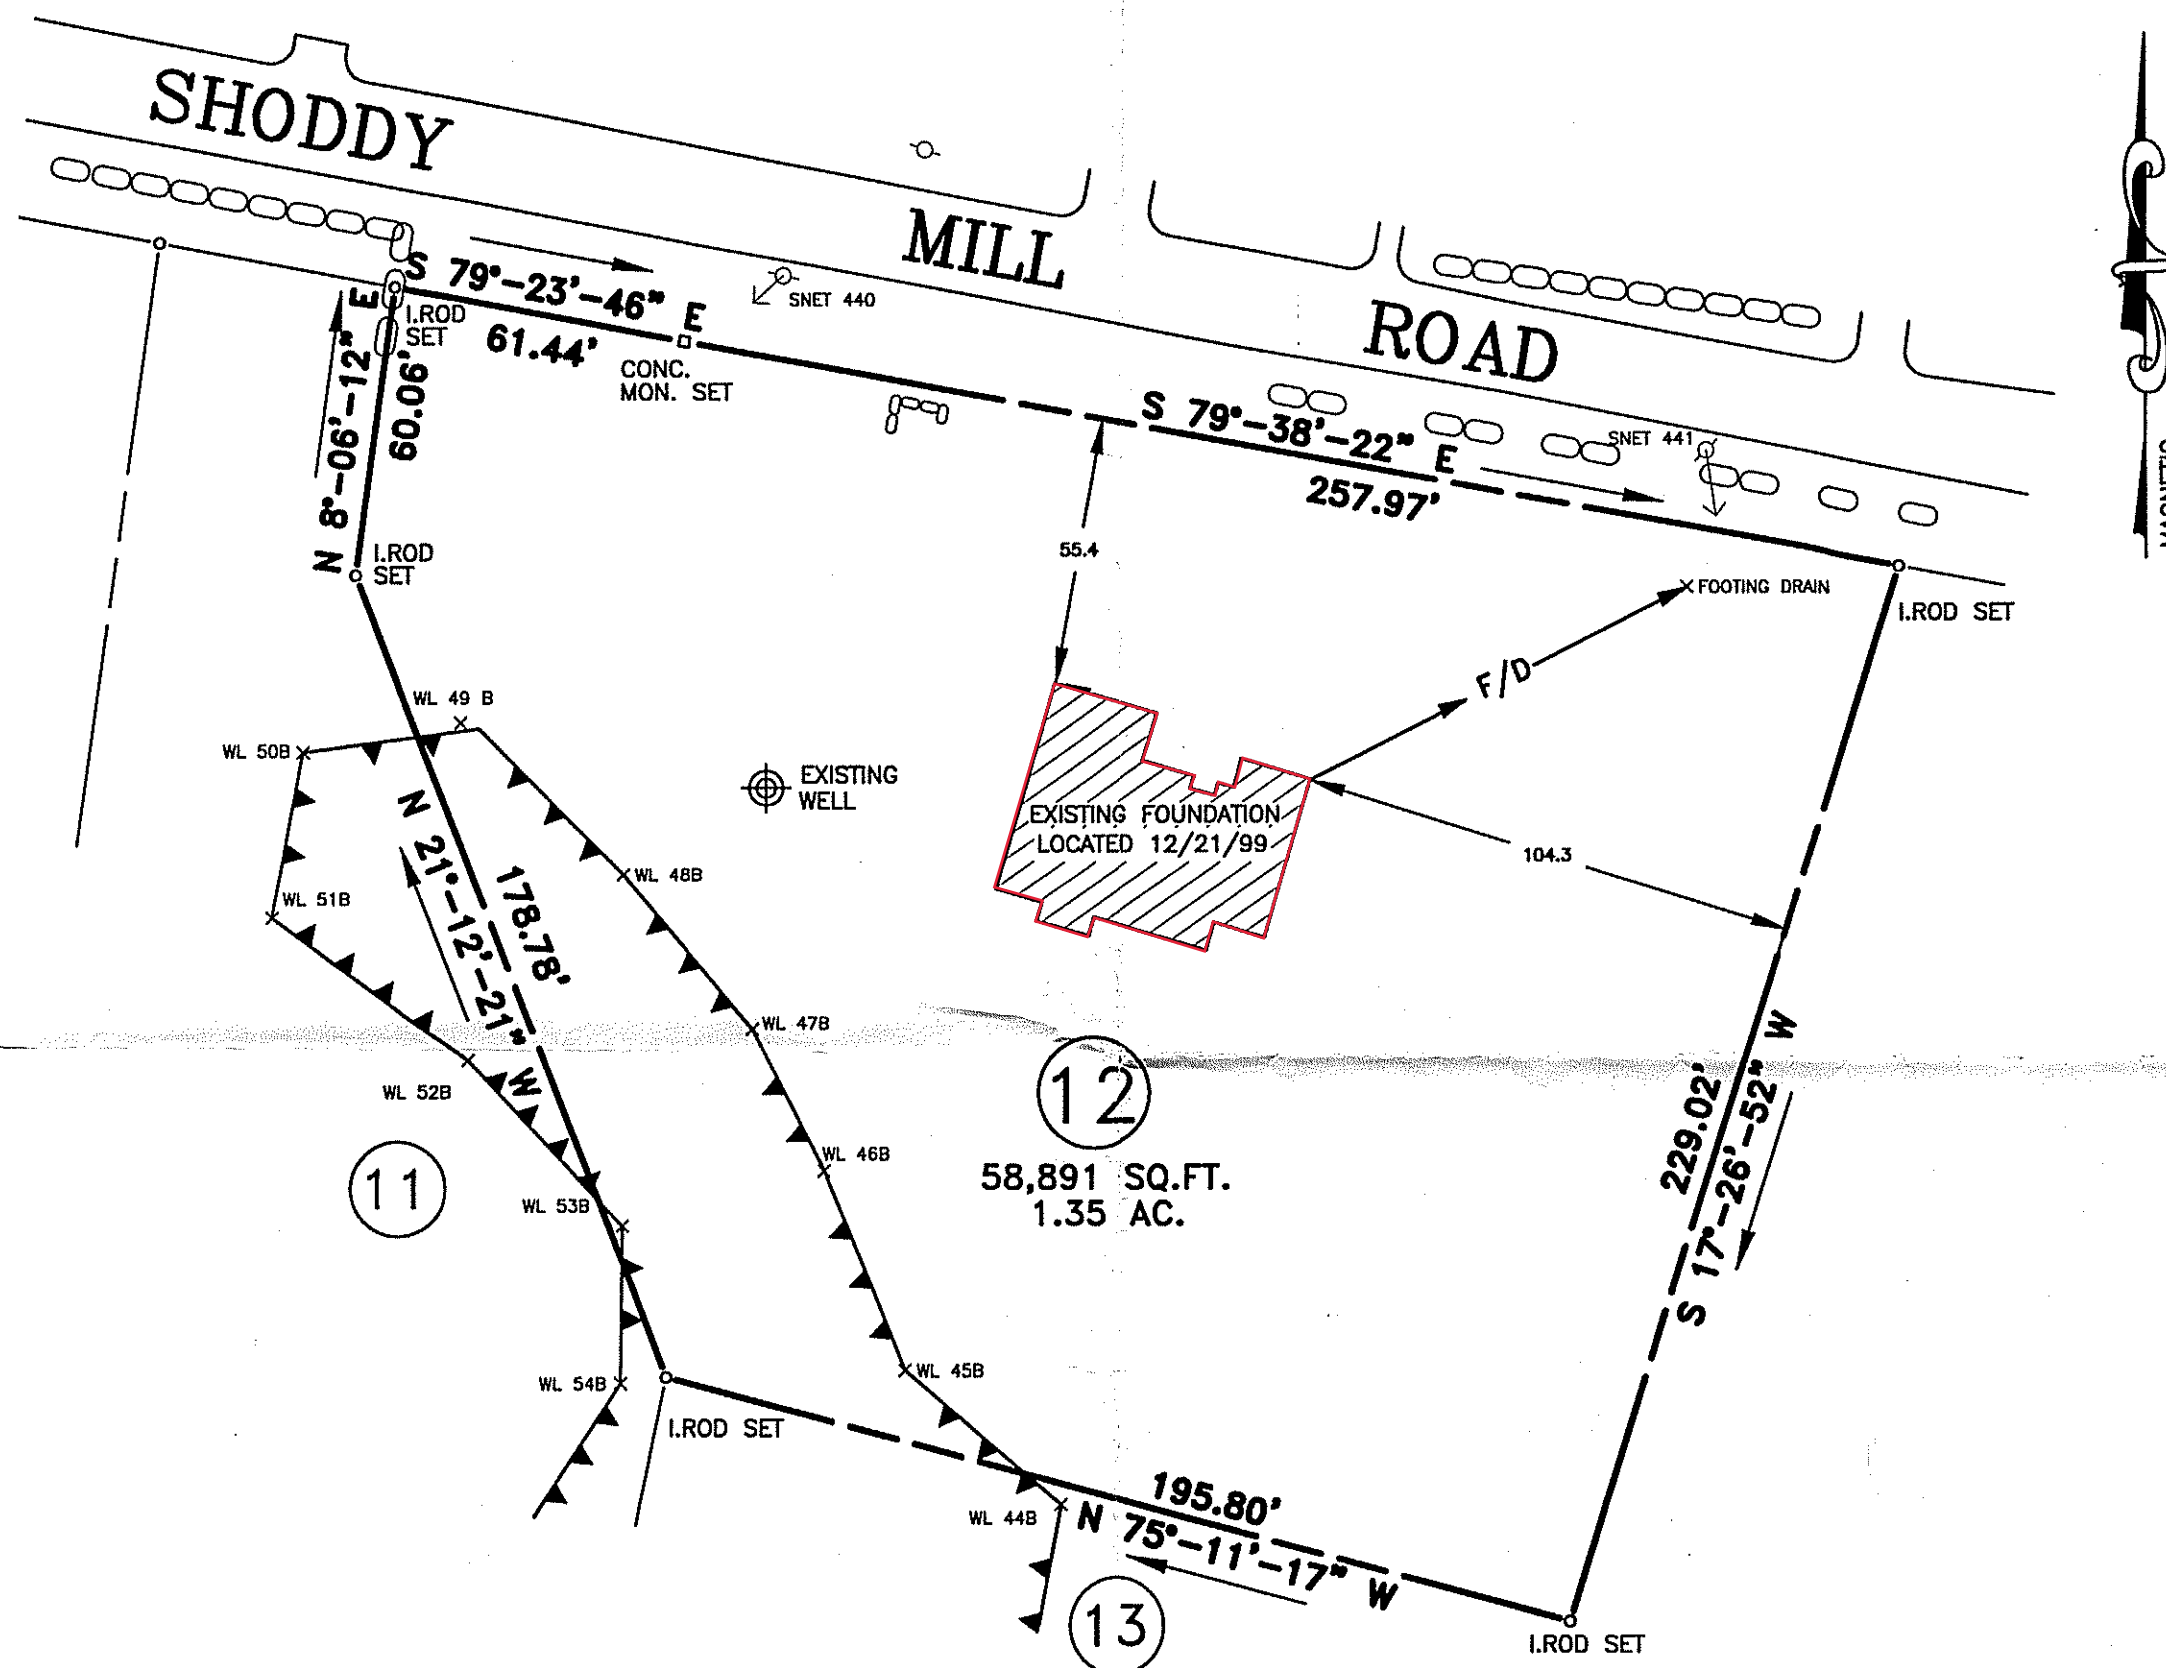 SHODDY MILL ROAD
S 79°-23'-46" E
61.44'
I.ROD
SET
CONC.
MON. SET
SNET 440
N 8°-06'-12" E
60.06'
I.ROD
SET
S 79°-38'-22" E
257.97'
SNET 441
55.4
FOOTING DRAIN
I.ROD SET
F/D
WL 49 B
WL 50B
EXISTING
WELL
EXISTING FOUNDATION
LOCATED 12/21/99
104.3
WL 48B
WL 51B
N 21°-12'-21" W
178.78'
WL 47B
WL 52B
12
58,891 SQ.FT.
1.35 AC.
229.02'
S 17°-26'-52" W
WL 46B
11
WL 53B
WL 45B
WL 54B
I.ROD SET
195.80'
N 75°-11'-17" W
WL 44B
13
I.ROD SET